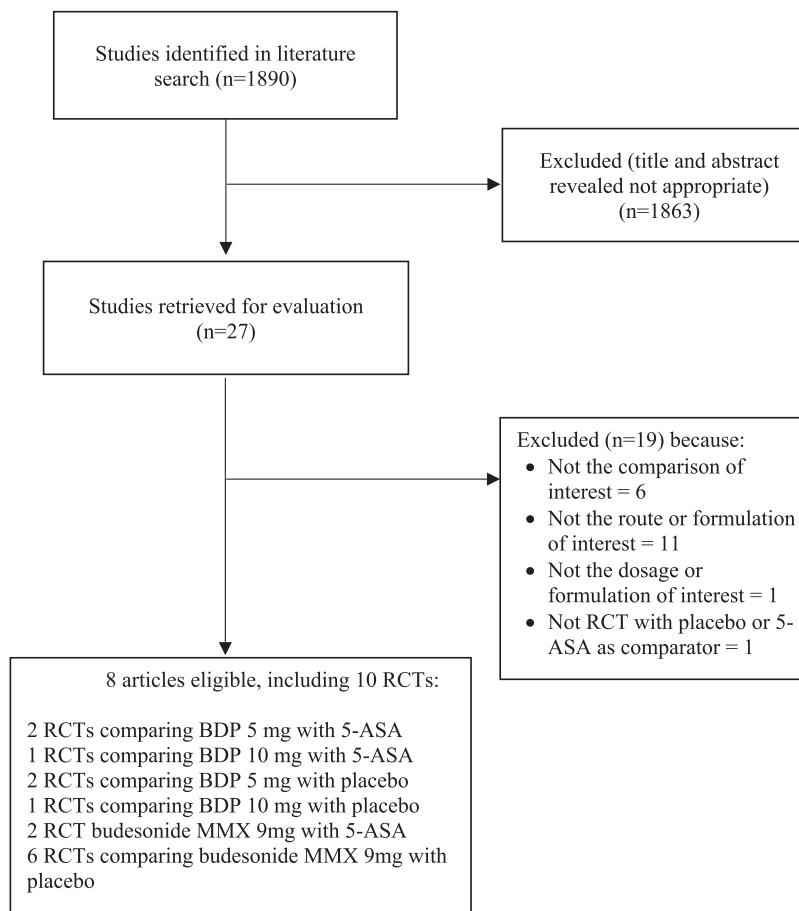 Studies identified in literature
search (n=1890)
Excluded (title and abstract
revealed not appropriate)
(n=1863)
Studies retrieved for evaluation
(n=27)
Excluded (n=19) because:
• Not the comparison of
interest = 6
• Not the route or formulation
of interest = 11
• Not the dosage or
formulation of interest = 1
• Not RCT with placebo or 5-
ASA as comparator = 1
8 articles eligible, including 10 RCTs:
2 RCTs comparing BDP 5 mg with 5-ASA
1 RCTs comparing BDP 10 mg with 5-ASA
2 RCTs comparing BDP 5 mg with placebo
1 RCTs comparing BDP 10 mg with placebo
2 RCT budesonide MMX 9mg with 5-ASA
6 RCTs comparing budesonide MMX 9mg with
placebo